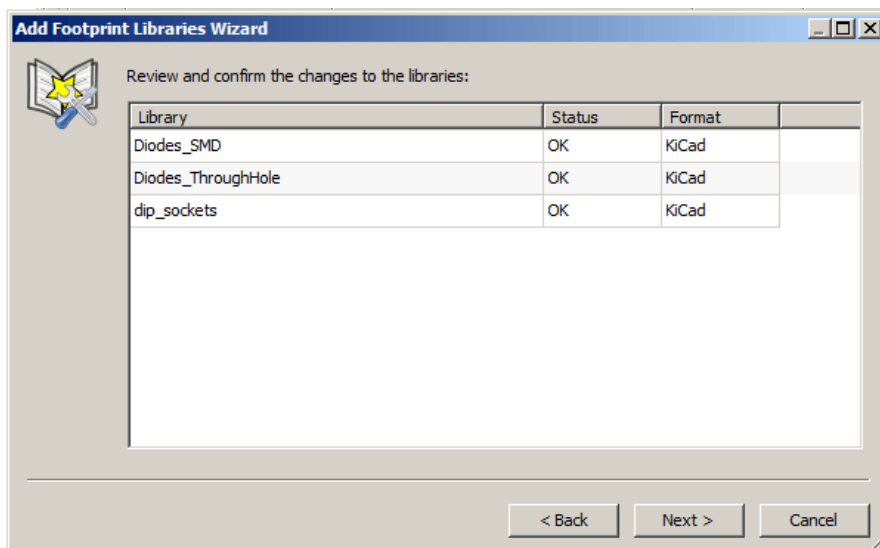 Add Footprint Libraries Wizard
Review and confirm the changes to the libraries:
Library Status Format
Diodes_SMD OK KiCad
Diodes_ThroughHole OK KiCad
dip_sockets OK KiCad
< Back Next > Cancel